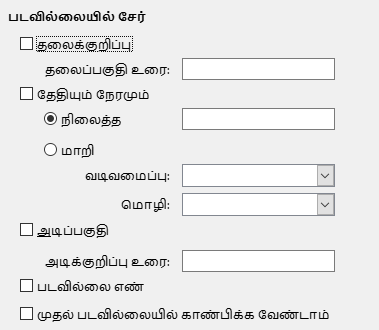 படவில்லையில் சேர்
தலைக்குறிப்பு
தலைப்பகுதி உரை:
தேதியும் நேரமும்
நிலைத்த
மாறி
வடிவமைப்பு:
மொழி:
அடிப்பகுதி
அடிக்குறிப்பு உரை:
படவில்லை எண்
முதல் படவில்லையில் காண்பிக்க வேண்டாம்